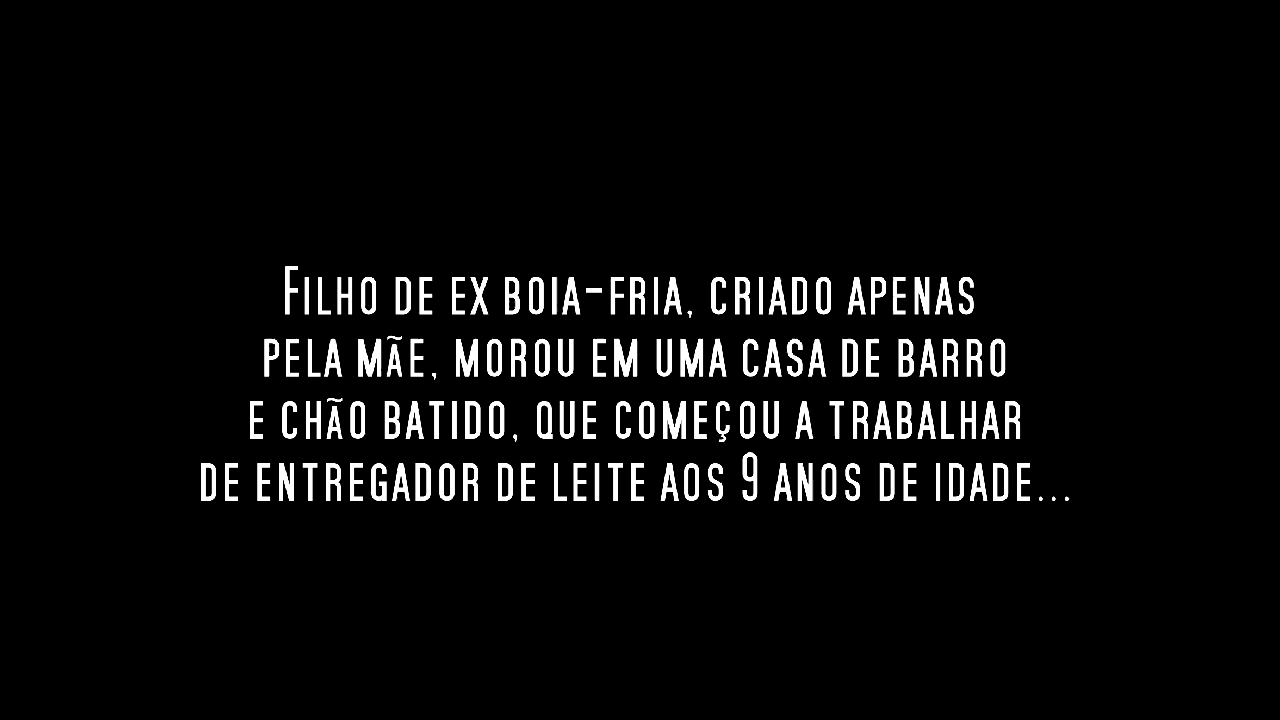 Filho de ex boia-fria, criado apenas
pela mãe, morou em uma casa de barro
e chão batido, que começou a trabalhar
de entregador de leite aos 9 anos de idade...